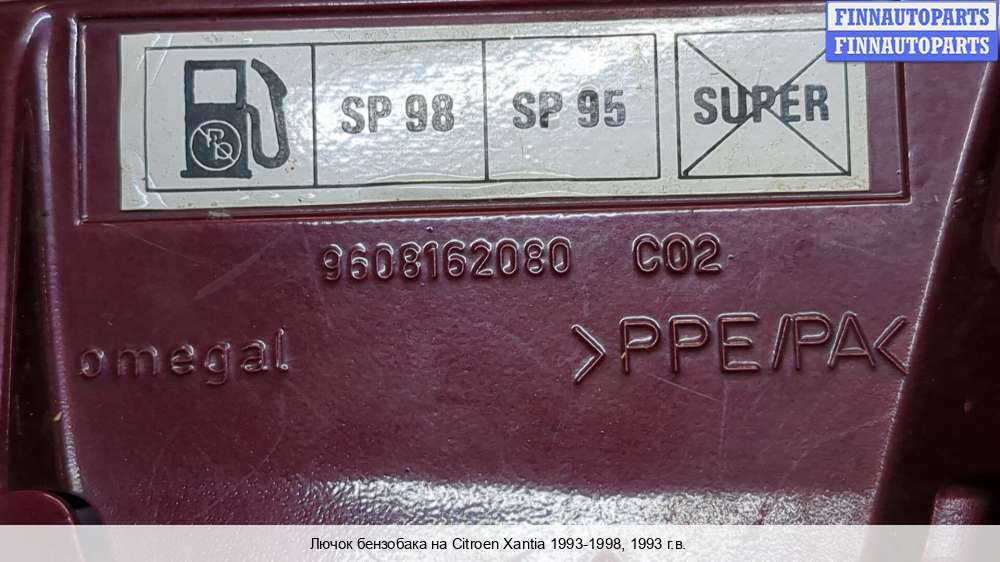 FINNAUTOPARTS
FINNAUTOPARTS
SP 98 SP 95 SUPER
Pb
9608162080 C02
omegal >PPE/PA<
Лючок бензобака на Citroen Xantia 1993-1998, 1993 г.в.